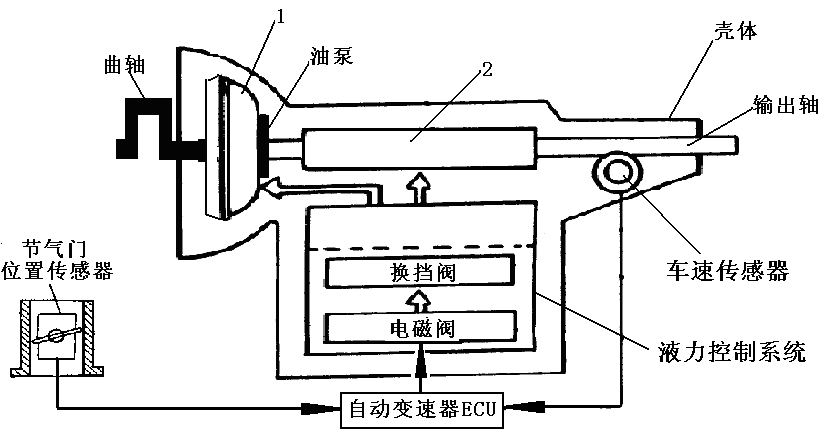 1
曲轴
油泵
2
壳体
输出轴
节气门
位置传感器
换挡阀
电磁阀
车速传感器
液力控制系统
自动变速器ECU